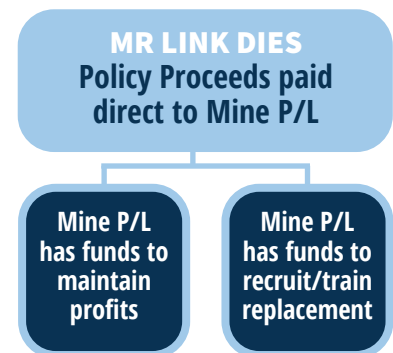 MR LINK DIES
Policy Proceeds paid
direct to Mine P/L
Mine P/L
has funds to
maintain
profits
Mine P/L
has funds to
recruit/train
replacement